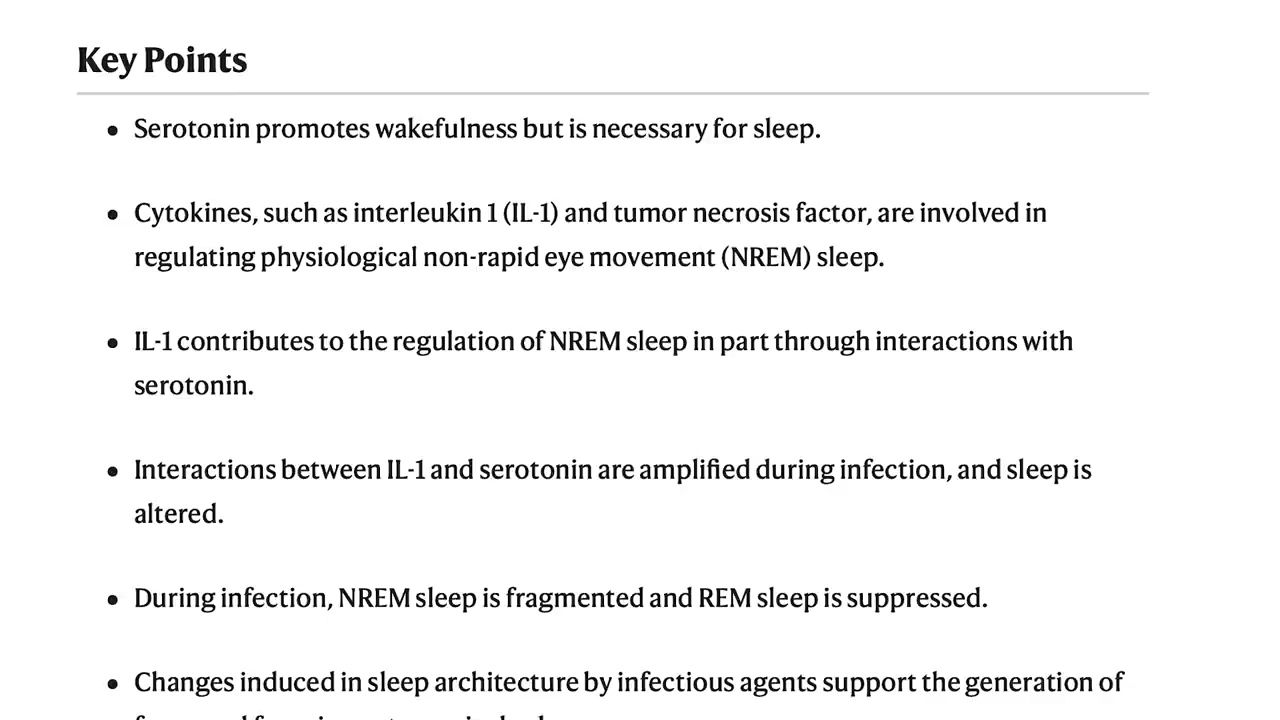 Key Points
• Serotonin promotes wakefulness but is necessary for sleep.
• Cytokines, such as interleukin 1 (IL-1) and tumor necrosis factor, are involved in
regulating physiological non-rapid eye movement (NREM) sleep.
• IL-1 contributes to the regulation of NREM sleep in part through interactions with
serotonin.
• Interactions between IL-1 and serotonin are amplified during infection, and sleep is
altered.
• During infection, NREM sleep is fragmented and REM sleep is suppressed.
• Changes induced in sleep architecture by infectious agents support the generation of